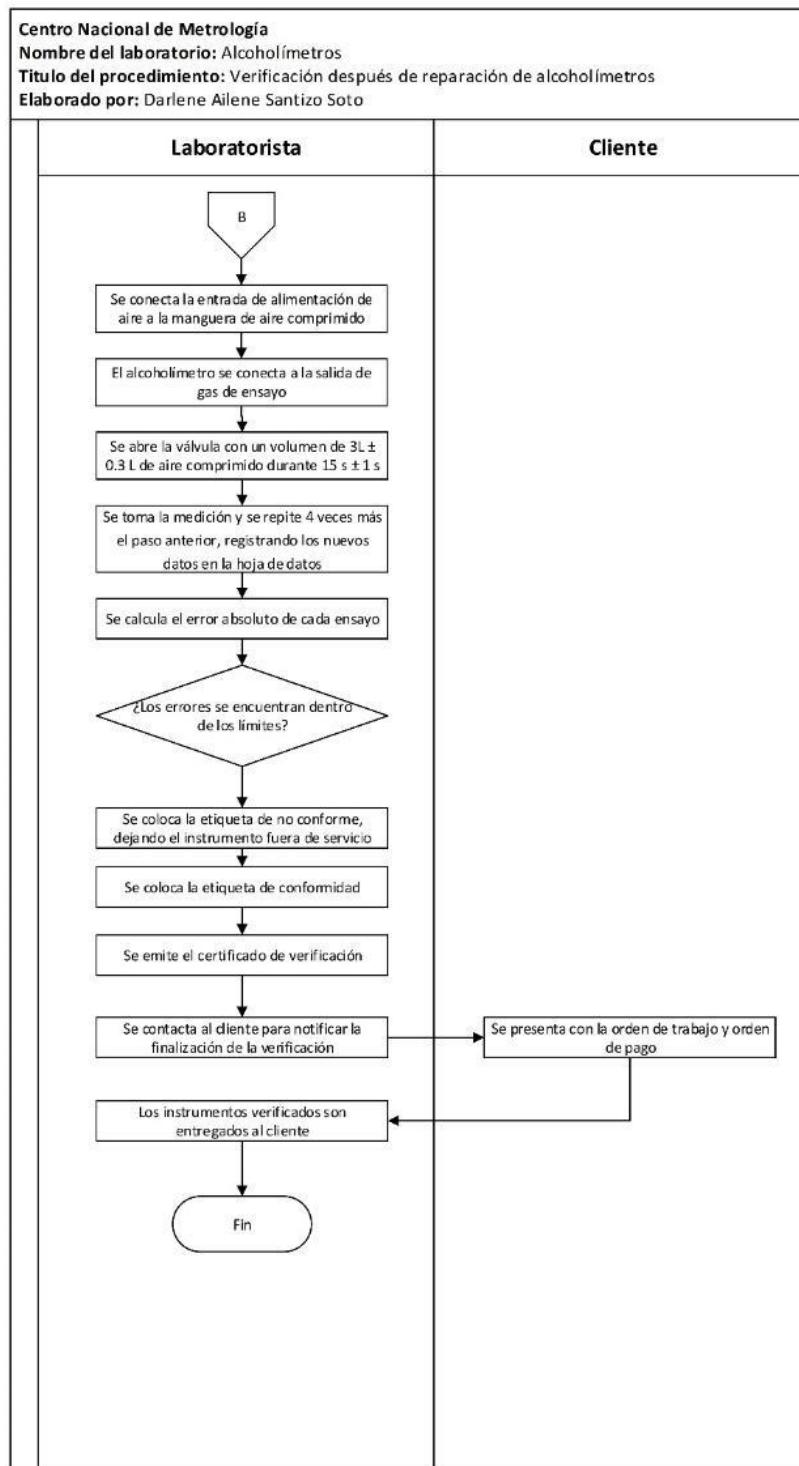 Centro Nacional de Metrología
Nombre del laboratorio: Alcoholímetros
Titulo del procedimiento: Verificación después de reparación de alcoholímetros
Elaborado por: Darlene Ailene Santizo Soto
Laboratorista
Cliente
B
Se conecta la entrada de alimentación de
aire a la manguera de aire comprimido
El alcoholímetro se conecta a la salida de
gas de ensayo
Se abre la válvula con un volumen de 3L ±
0.3 L de aire comprimido durante 15 s ± 1 s
Se toma la medición y se repite 4 veces más
el paso anterior, registrando los nuevos
datos en la hoja de datos
Se calcula el error absoluto de cada ensayo
¿Los errores se encuentran dentro
de los límites?
Se coloca la etiqueta de no conforme,
dejando el instrumento fuera de servicio
Se coloca la etiqueta de conformidad
Se emite el certificado de verificación
Se contacta al cliente para notificar la
finalización de la verificación
Se presenta con la orden de trabajo y orden
de pago
Los instrumentos verificados son
entregados al cliente
Fin